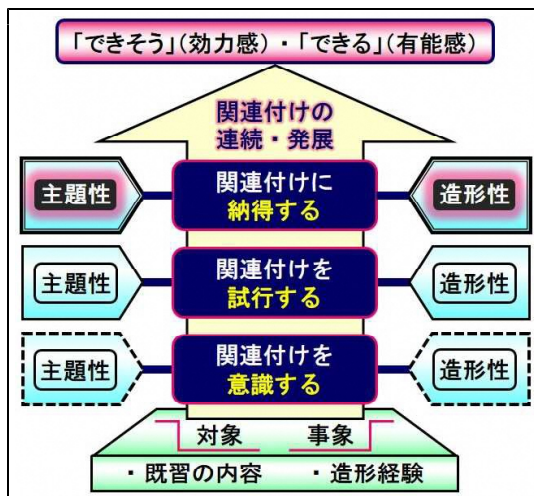 「できそう」(効力感)・「できる」(有能感)
関連付けの
連続・発展
主題性
関連付けに
納得する
造形性
主題性
関連付けを
試行する
造形性
主題性
関連付けを
意識する
造形性
対象 事象
・既習の内容 ・造形経験